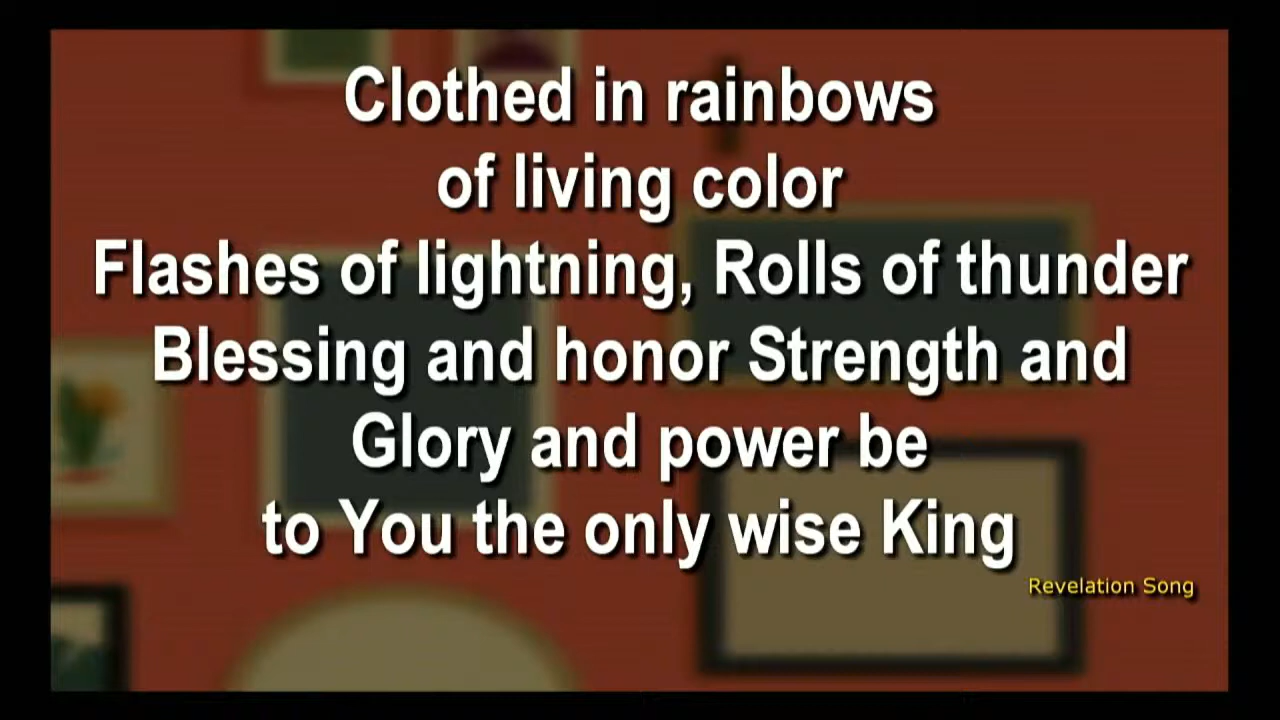 Clothed in rainbows
of living color
Flashes of lightning, Rolls of thunder
Blessing and honor Strength and
Glory and power be
to You the only wise King
Revelation Song